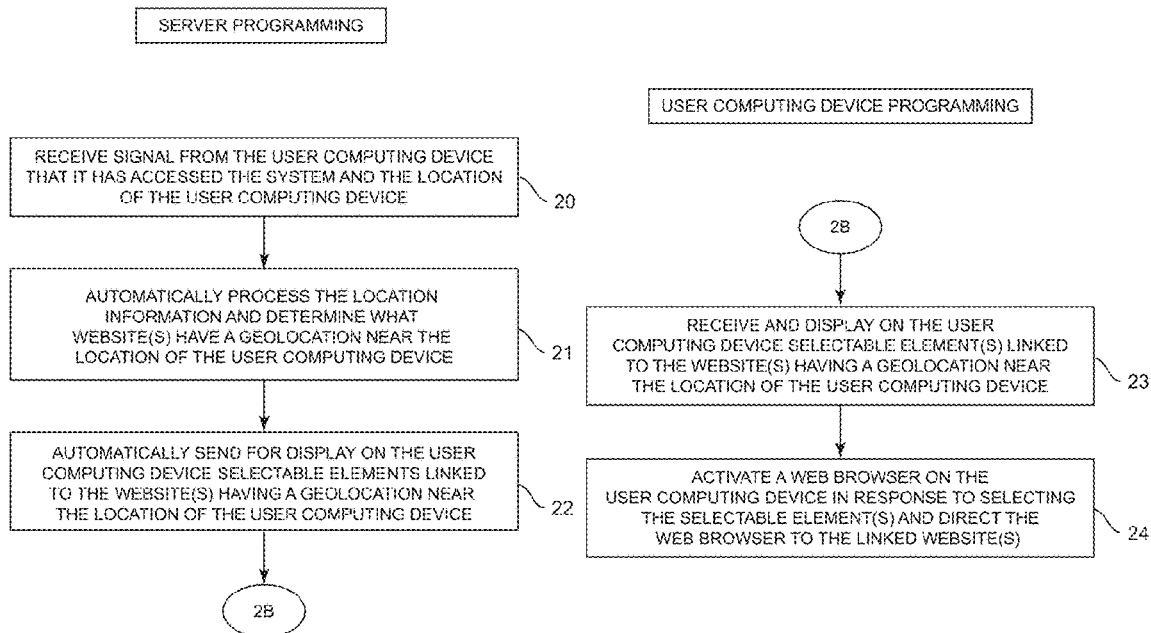 SERVER PROGRAMMING
RECEIVE SIGNAL FROM THE USER COMPUTING DEVICE
THAT IT HAS ACCESSED THE SYSTEM AND THE LOCATION
OF THE USER COMPUTING DEVICE
20
AUTOMATICALLY PROCESS THE LOCATION
INFORMATION AND DETERMINE WHAT
WEBSITE(S) HAVE A GEOLOCATION NEAR THE
LOCATION OF THE USER COMPUTING DEVICE
21
AUTOMATICALLY SEND FOR DISPLAY ON THE USER
COMPUTING DEVICE SELECTABLE ELEMENTS LINKED
TO THE WEBSITE(S) HAVING A GEOLOCATION NEAR
THE LOCATION OF THE USER COMPUTING DEVICE
22
2B
USER COMPUTING DEVICE PROGRAMMING
2B
RECEIVE AND DISPLAY ON THE USER
COMPUTING DEVICE SELECTABLE ELEMENT(S) LINKED
TO THE WEBSITE(S) HAVING A GEOLOCATION NEAR
THE LOCATION OF THE USER COMPUTING DEVICE
23
ACTIVATE A WEB BROWSER ON THE
USER COMPUTING DEVICE IN RESPONSE TO SELECTING
THE SELECTABLE ELEMENT(S) AND DIRECT THE
WEB BROWSER TO THE LINKED WEBSITE(S)
24